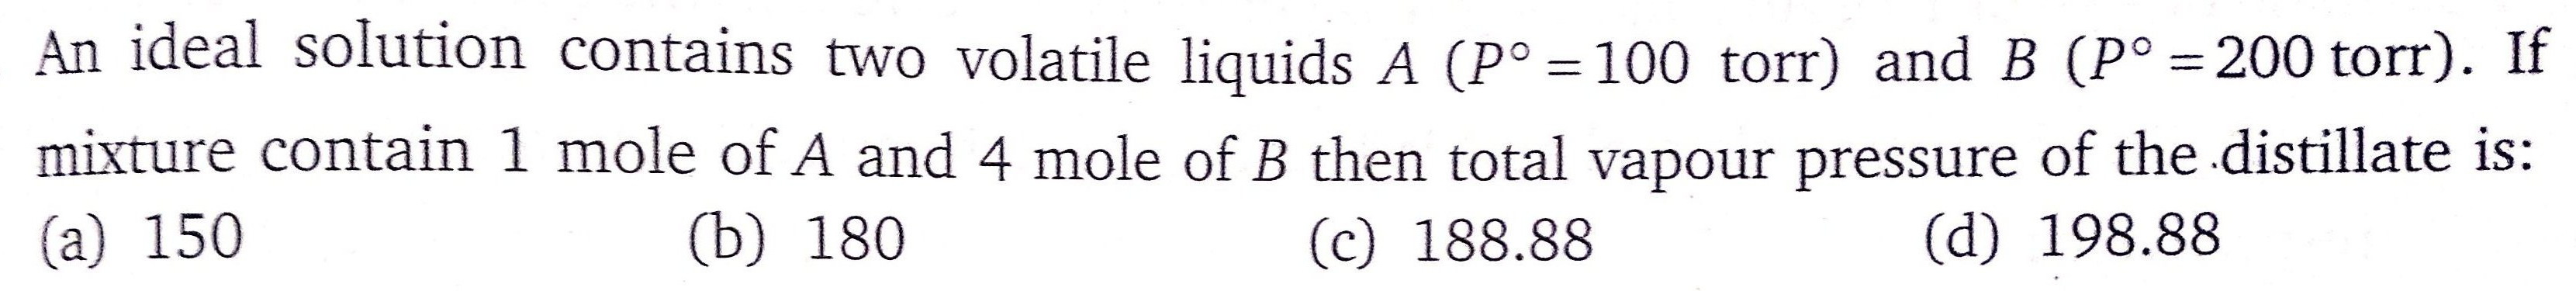 An ideal solution contains two volatile liquids A (P° = 100 torr) and B (P° = 200 torr). If
mixture contain 1 mole of A and 4 mole of B then total vapour pressure of the distillate is:
(a) 150 (b) 180 (c) 188.88 (d) 198.88